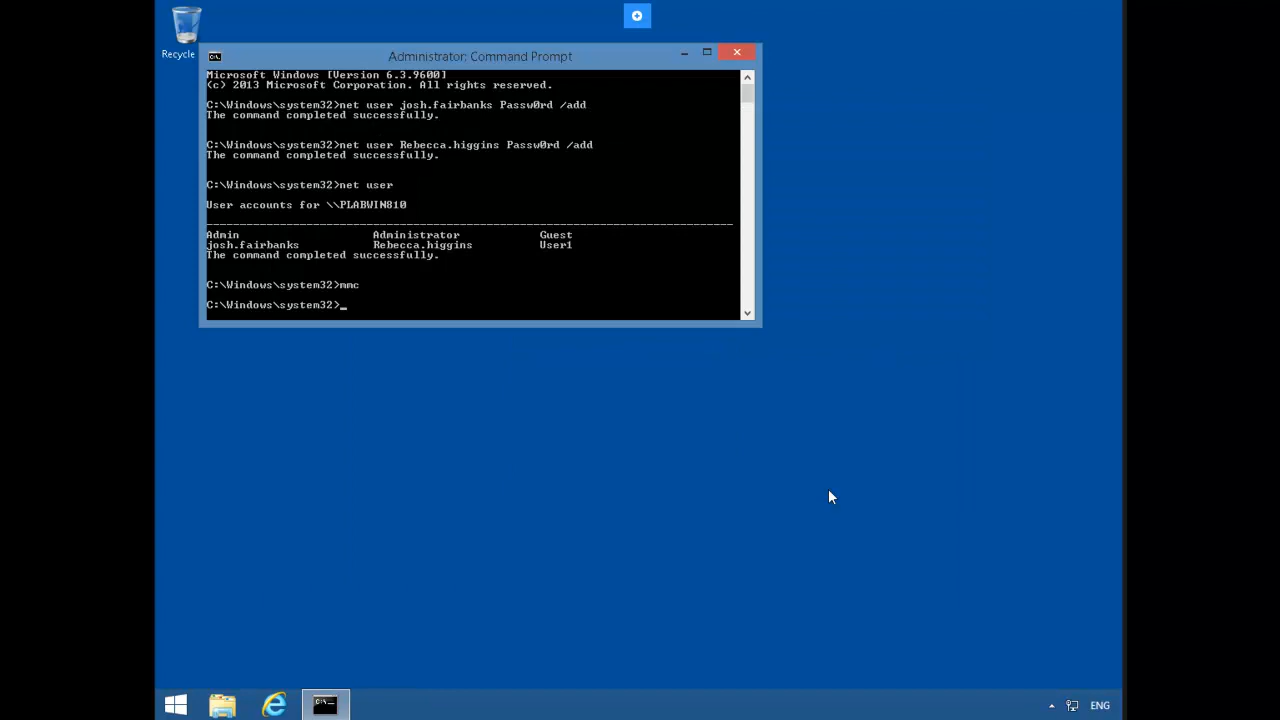 Recycle
Administrator: Command Prompt
Microsoft Windows [Version 6.3.9600]
(c) 2013 Microsoft Corporation. All rights reserved.
C:\Windows\system32>net user josh.fairbanks Passw0rd /add
The command completed successfully.
C:\Windows\system32>net user Rebecca.higgins Passw0rd /add
The command completed successfully.
C:\Windows\system32>net user
User accounts for \\PLABWIN810
-------------------------------------------------------------------------------
Admin Administrator Guest
josh.fairbanks Rebecca.higgins User1
The command completed successfully.
C:\Windows\system32>mmc
C:\Windows\system32>_
C:\
ENG